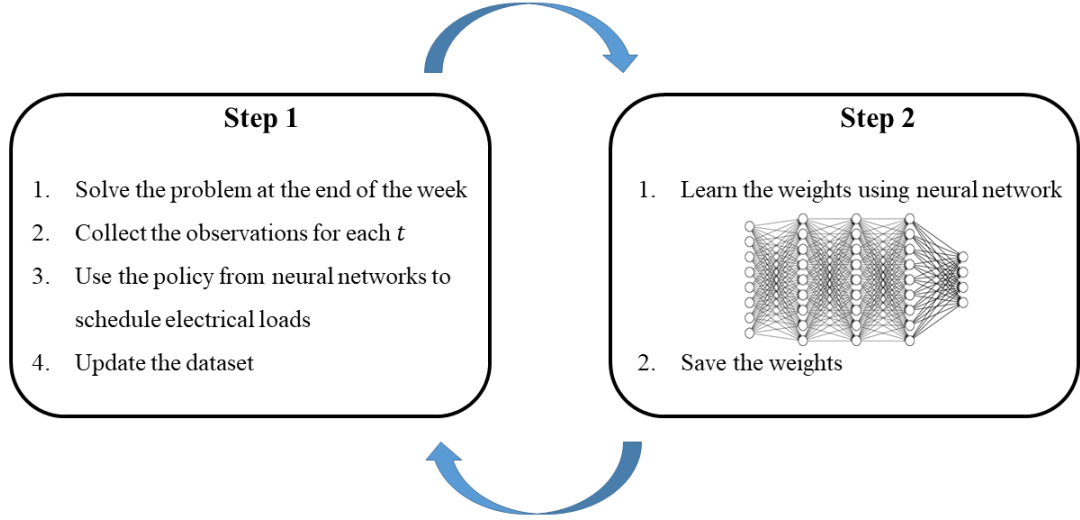 Step 1
1. Solve the problem at the end of the week
2. Collect the observations for each t
3. Use the policy from neural networks to
schedule electrical loads
4. Update the dataset
Step 2
1. Learn the weights using neural network
2. Save the weights